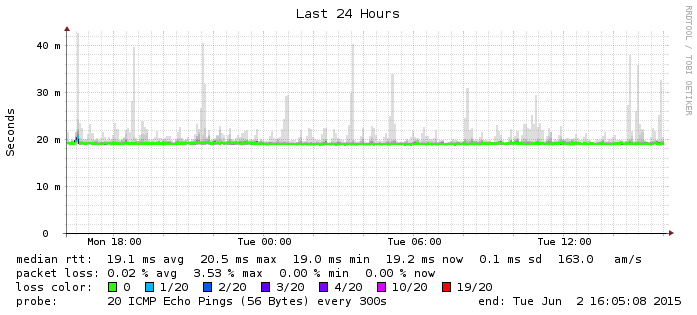 Last 24 Hours
RRDTOOL / TOBI OETIKER
Seconds
40 m
30 m
20 m
10 m
0
Mon 18:00 Tue 00:00 Tue 06:00 Tue 12:00
median rtt: 19.1 ms avg 20.5 ms max 19.0 ms min 19.2 ms now 0.1 ms sd 163.0 am/s
packet loss: 0.02 % avg 3.53 % max 0.00 % min 0.00 % now
loss color: 0 1/20 2/20 3/20 4/20 10/20 19/20
probe: 20 ICMP Echo Pings (56 Bytes) every 300s end: Tue Jun 2 16:05:08 2015